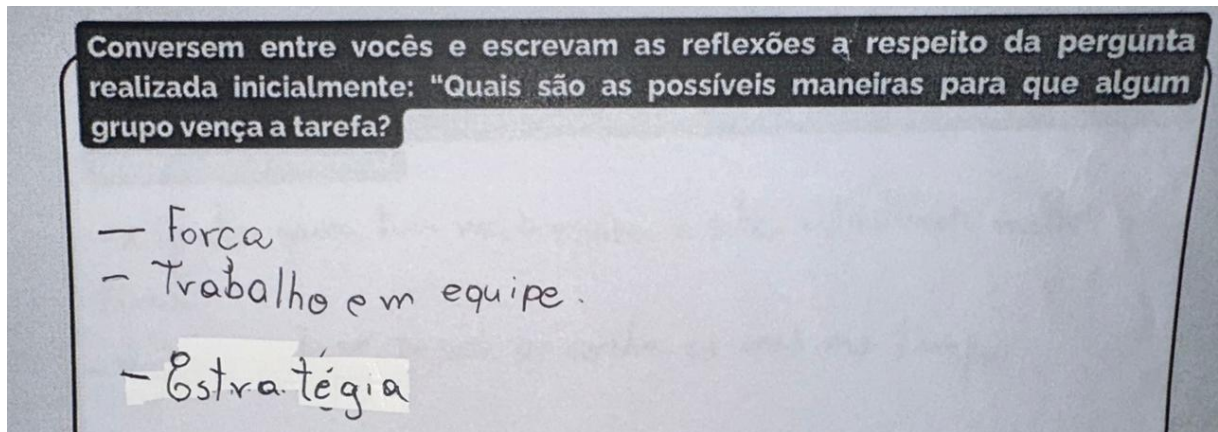 Conversem entre vocês e escrevam as reflexões a respeito da pergunta
realizada inicialmente: “Quais são as possíveis maneiras para que algum
grupo vença a tarefa?
— Força
- Trabalho em equipe.
- Estratégia